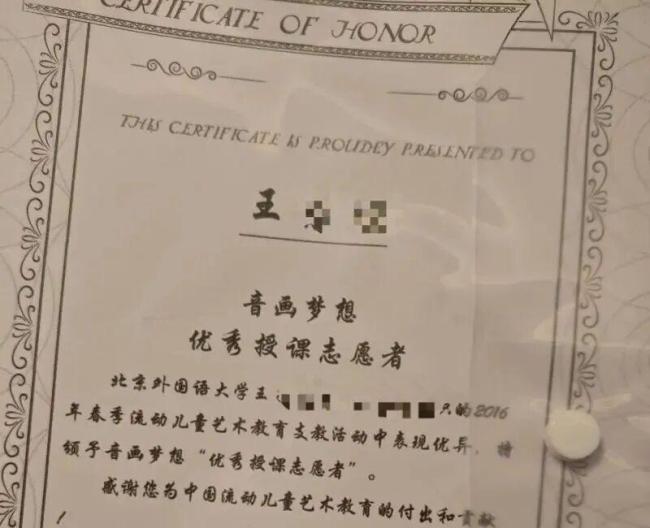 CERTIFICATE OF HONOR
THIS CERTIFICATE IS PROUDEY PRESENTED TO
王
音画梦想
优秀授课志愿者
北京外国语大学王 的2016
年春季流动儿童艺术教育支教活动中表现优异，特
颁予音画梦想“优秀授课志愿者”。
感谢您为中国流动儿童艺术教育的付出和贡献
！